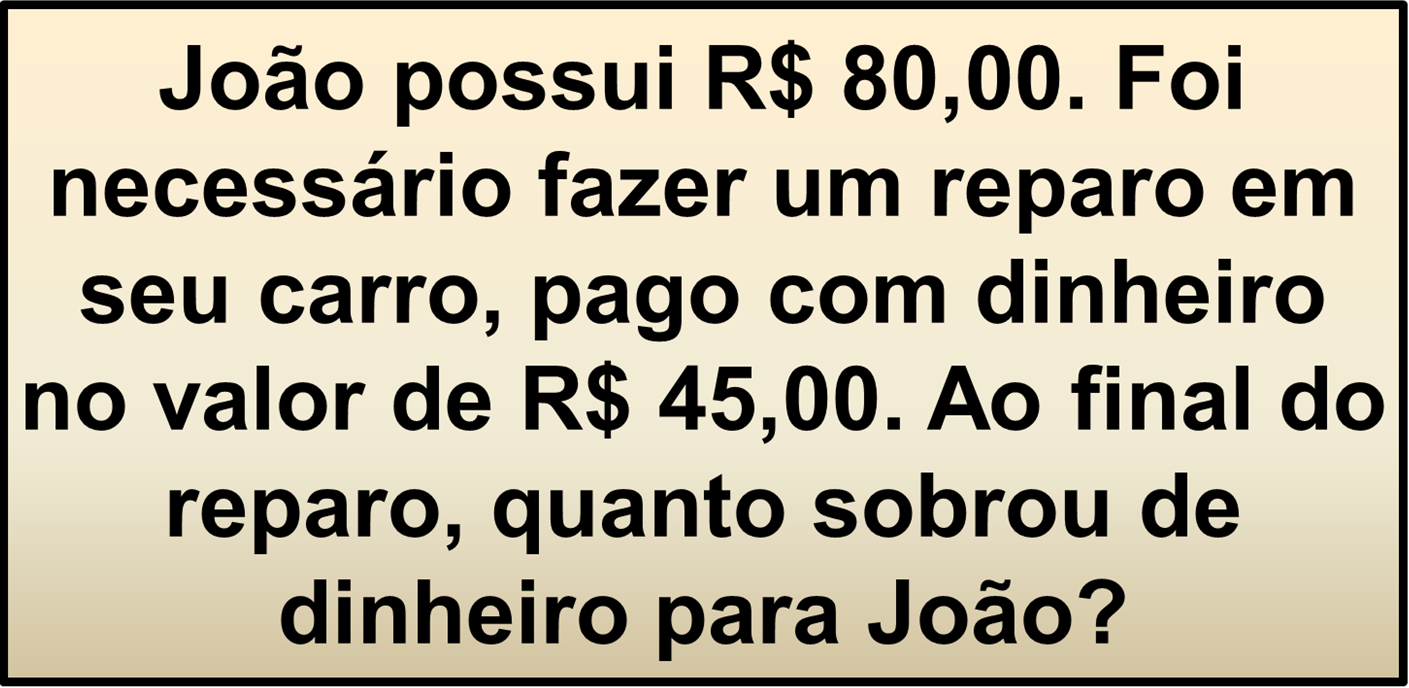 João possui R$ 80,00. Foi
necessário fazer um reparo em
seu carro, pago com dinheiro
no valor de R$ 45,00. Ao final do
reparo, quanto sobrou de
dinheiro para João?